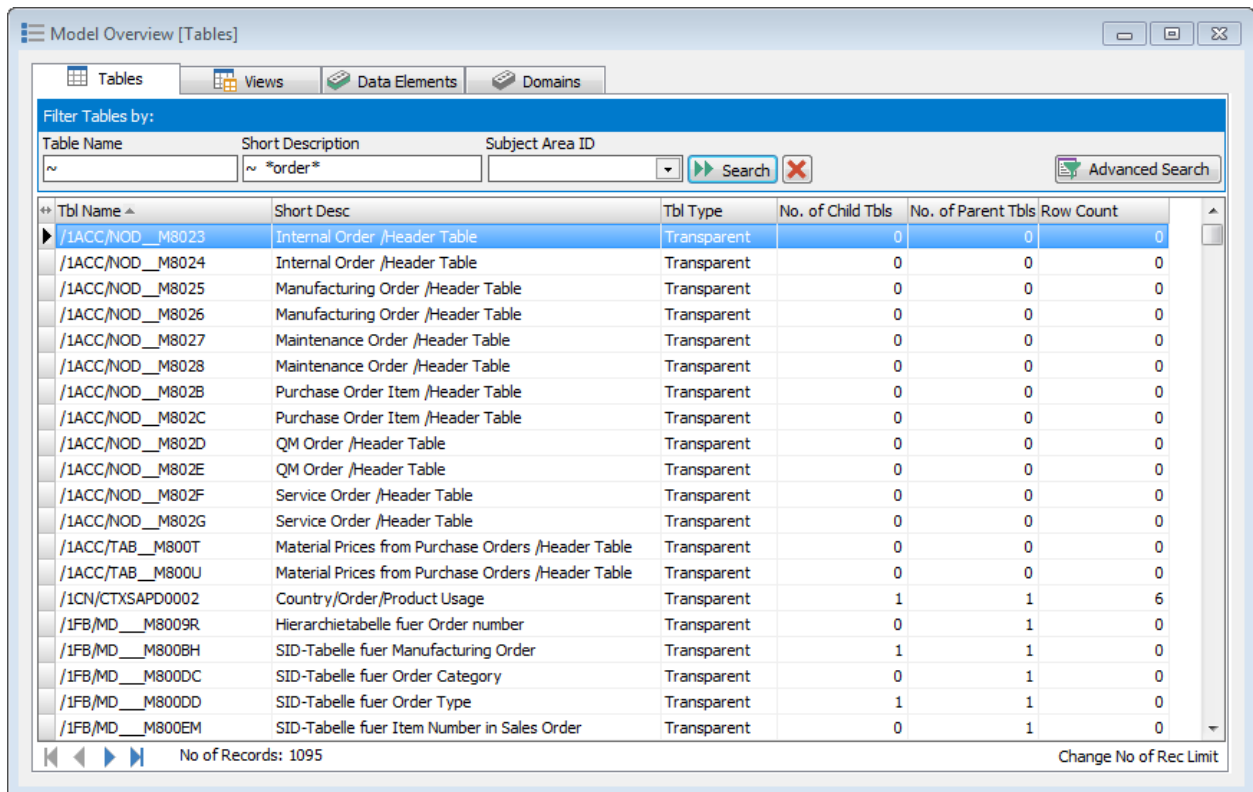 Model Overview [Tables]
Tables Views Data Elements Domains
Filter Tables by:
Table Name Short Description Subject Area ID
~ ~ *order* Search Advanced Search
Tbl Name Short Desc Tbl Type No. of Child Tbls No. of Parent Tbls Row Count
/1ACC/NOD__M8023 Internal Order /Header Table Transparent 0 0 0
/1ACC/NOD__M8024 Internal Order /Header Table Transparent 0 0 0
/1ACC/NOD__M8025 Manufacturing Order /Header Table Transparent 0 0 0
/1ACC/NOD__M8026 Manufacturing Order /Header Table Transparent 0 0 0
/1ACC/NOD__M8027 Maintenance Order /Header Table Transparent 0 0 0
/1ACC/NOD__M8028 Maintenance Order /Header Table Transparent 0 0 0
/1ACC/NOD__M802B Purchase Order Item /Header Table Transparent 0 0 0
/1ACC/NOD__M802C Purchase Order Item /Header Table Transparent 0 0 0
/1ACC/NOD__M802D QM Order /Header Table Transparent 0 0 0
/1ACC/NOD__M802E QM Order /Header Table Transparent 0 0 0
/1ACC/NOD__M802F Service Order /Header Table Transparent 0 0 0
/1ACC/NOD__M802G Service Order /Header Table Transparent 0 0 0
/1ACC/TAB__M800T Material Prices from Purchase Orders /Header Table Transparent 0 0 0
/1ACC/TAB__M800U Material Prices from Purchase Orders /Header Table Transparent 0 0 0
/1CN/CTXSAPD0002 Country/Order/Product Usage Transparent 1 1 6
/1FB/MD___M8009R Hierarchietabelle fuer Order number Transparent 0 1 0
/1FB/MD___M800BH SID-Tabelle fuer Manufacturing Order Transparent 1 1 0
/1FB/MD___M800DC SID-Tabelle fuer Order Category Transparent 0 1 0
/1FB/MD___M800DD SID-Tabelle fuer Order Type Transparent 1 1 0
/1FB/MD___M800EM SID-Tabelle fuer Item Number in Sales Order Transparent 0 1 0
No of Records: 1095 Change No of Rec Limit